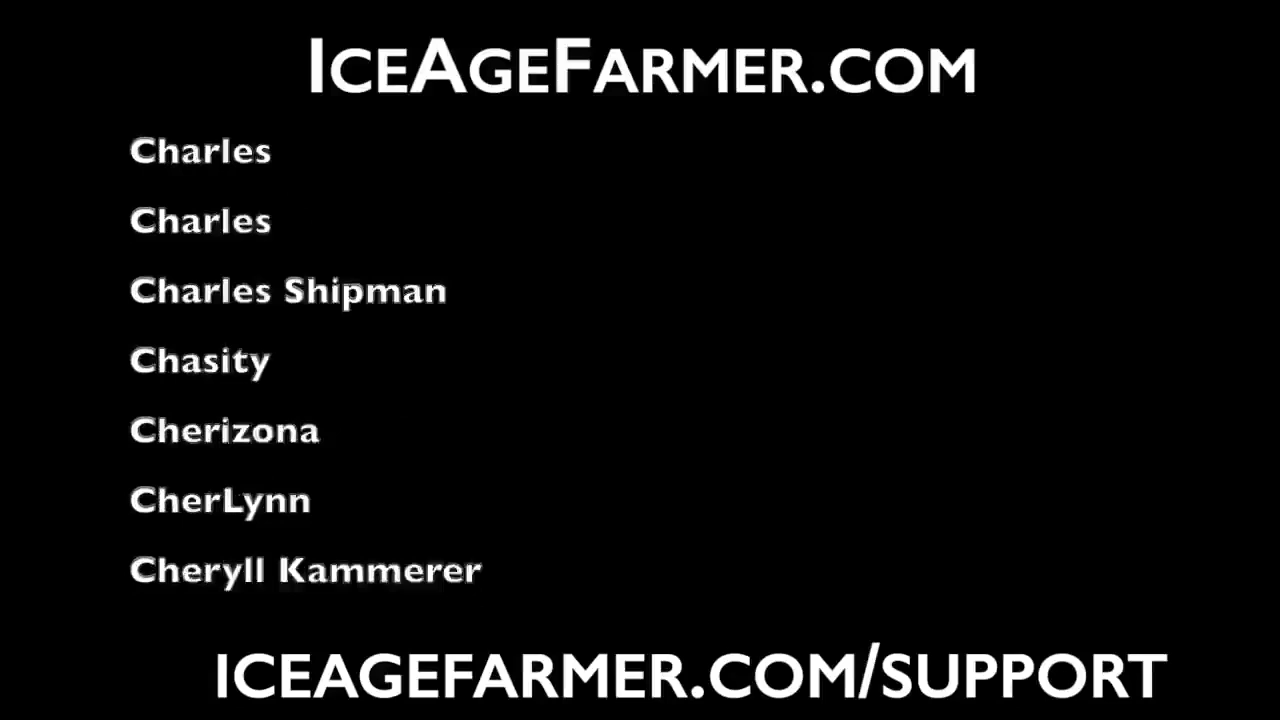 IceAgeFarmer.com
Charles
Charles
Charles Shipman
Chasity
Cherizona
CherLynn
Cheryll Kammerer
ICEAGEFARMER.COM/SUPPORT